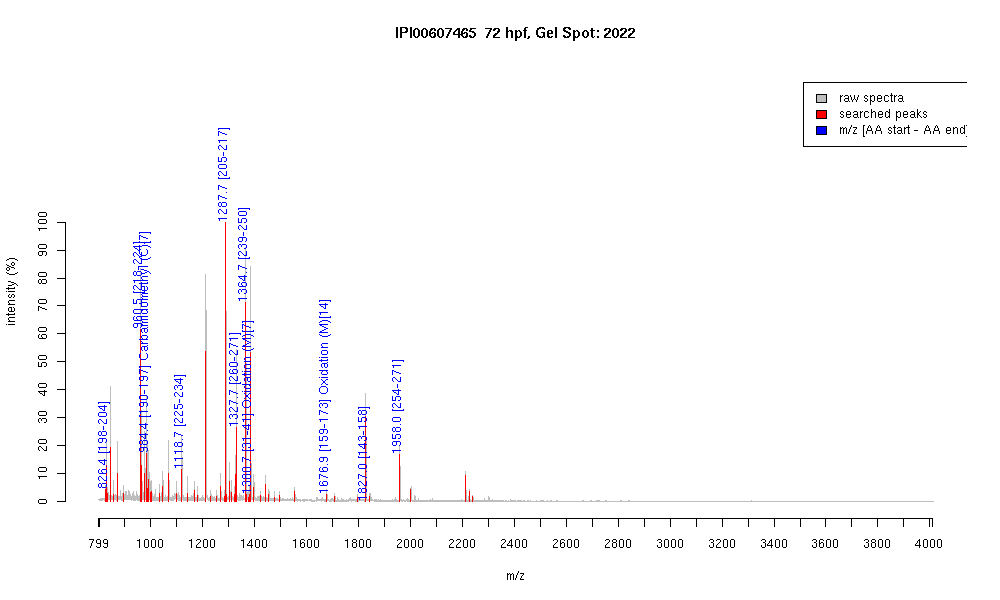 IPI00607465 72 hpf, Gel Spot: 2022
raw spectra
searched peaks
m/z [AA start - AA end]
intensity (%)
0
10
20
30
40
50
60
70
80
90
100
826.4 [198-204]
960.5 [218-224]
984.4 [190-197] Carbamidomethyl (C)[7]
1118.7 [225-234]
1287.7 [205-217]
1327.7 [260-271]
1364.7 [239-250]
1380.7 [31-41] Oxidation (M)[7]
1676.9 [159-173] Oxidation (M)[14]
1827.0 [143-158]
1958.0 [254-271]
799 1000 1200 1400 1600 1800 2000 2200 2400 2600 2800 3000 3200 3400 3600 3800 4000
m/z